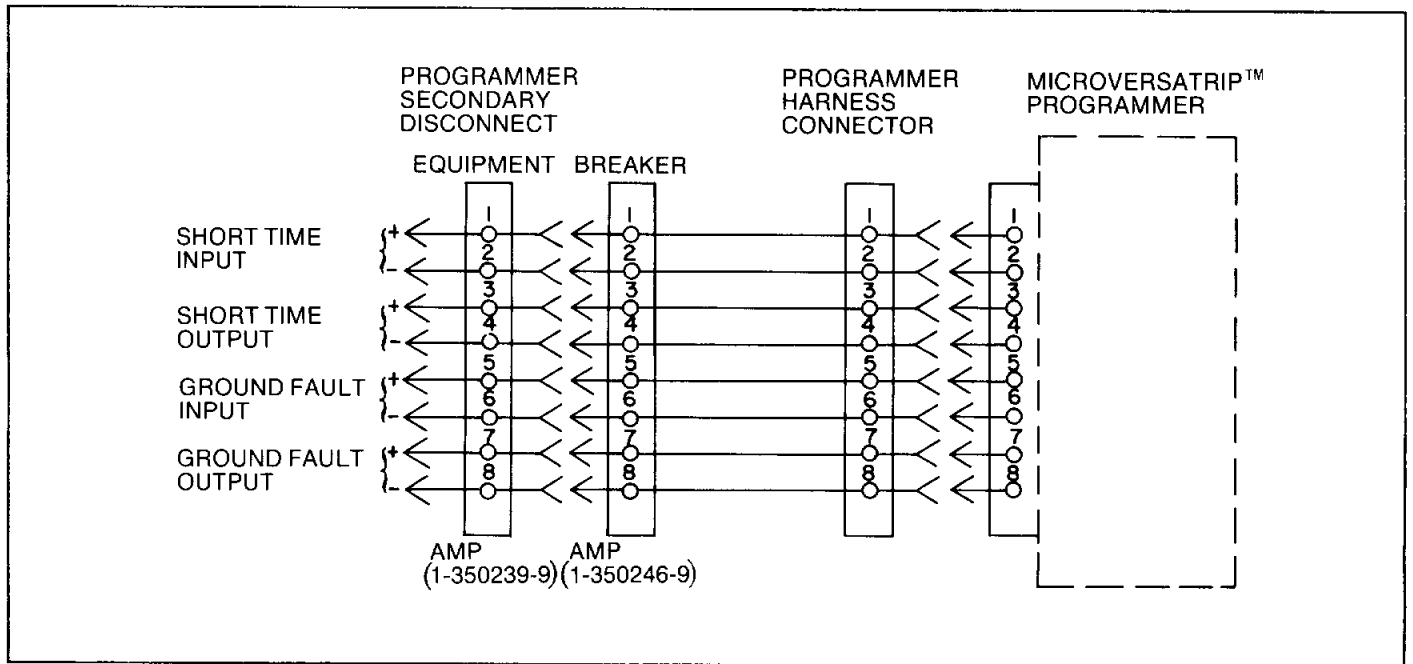 PROGRAMMER
SECONDARY
DISCONNECT
PROGRAMMER
HARNESS
CONNECTOR
MICROVERSATRIP™
PROGRAMMER
EQUIPMENT
BREAKER
SHORT TIME
INPUT
+
-
SHORT TIME
OUTPUT
+
-
GROUND FAULT
INPUT
+
-
GROUND FAULT
OUTPUT
+
-
1
2
3
4
5
6
7
8
1
2
3
4
5
6
7
8
1
2
3
4
5
6
7
8
1
2
3
4
5
6
7
8
AMP
(1-350239-9)
AMP
(1-350246-9)